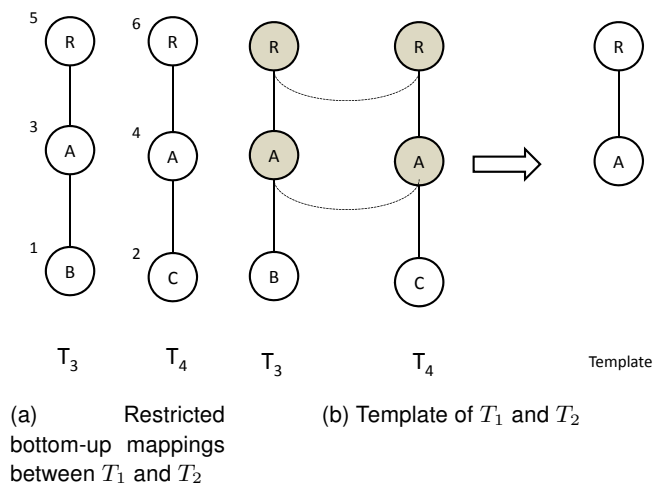 5 R 6 R R R R
3 A 4 A A A A
1 B 2 C B C
T₃ T₄ T₃ T₄ Template
(a) Restricted
bottom-up mappings
between T₁ and T₂
(b) Template of T₁ and T₂